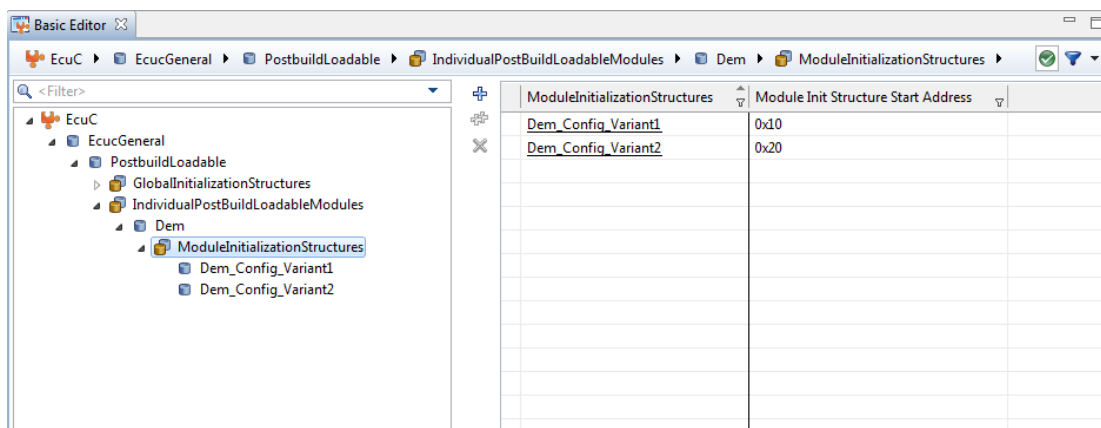 Basic Editor
EcuC EcucGeneral PostbuildLoadable IndividualPostBuildLoadableModules Dem ModuleInitializationStructures
<Filter>
EcuC
EcucGeneral
PostbuildLoadable
GlobalInitializationStructures
IndividualPostBuildLoadableModules
Dem
ModuleInitializationStructures
Dem_Config_Variant1
Dem_Config_Variant2
ModuleInitializationStructures Module Init Structure Start Address
Dem_Config_Variant1 0x10
Dem_Config_Variant2 0x20